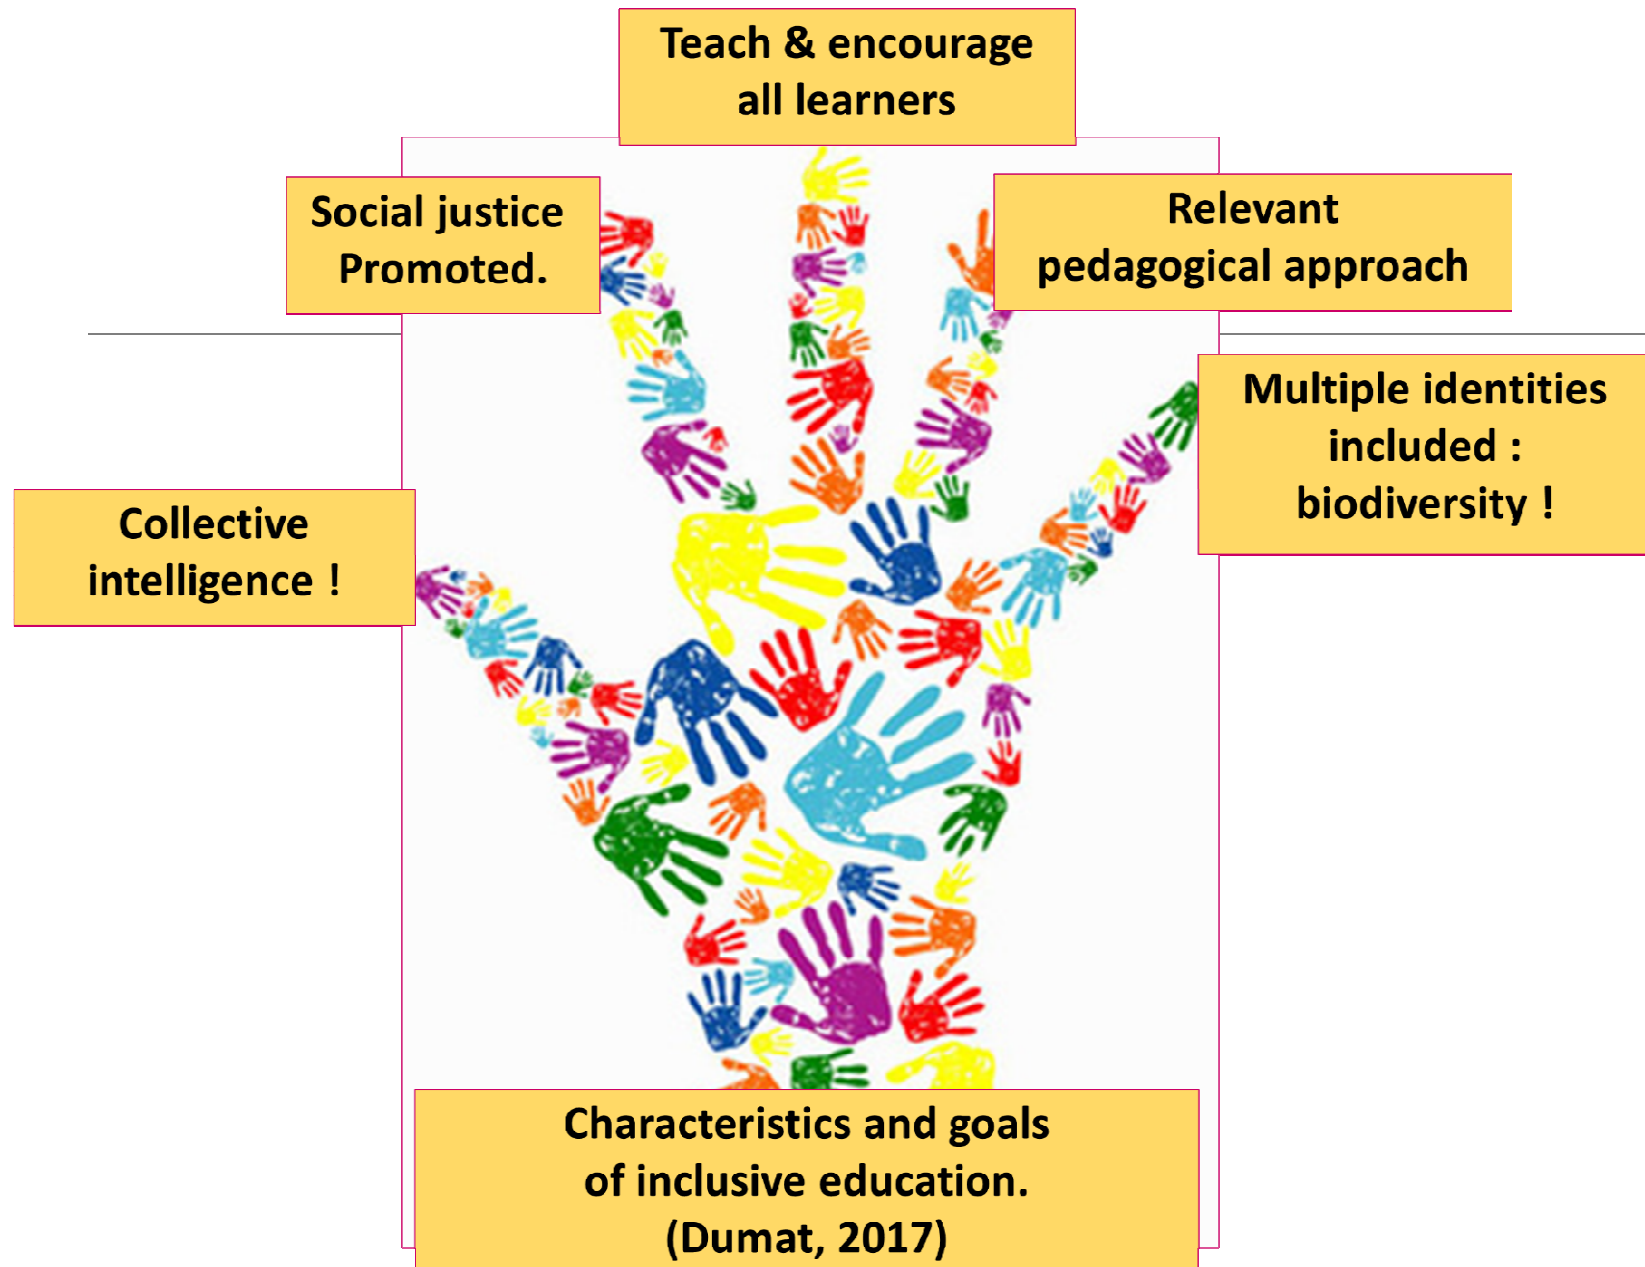 Teach & encourage
all learners
Social justice
Promoted.
Relevant
pedagogical approach
Multiple identities
included :
biodiversity !
Collective
intelligence !
Characteristics and goals
of inclusive education.
(Dumat, 2017)